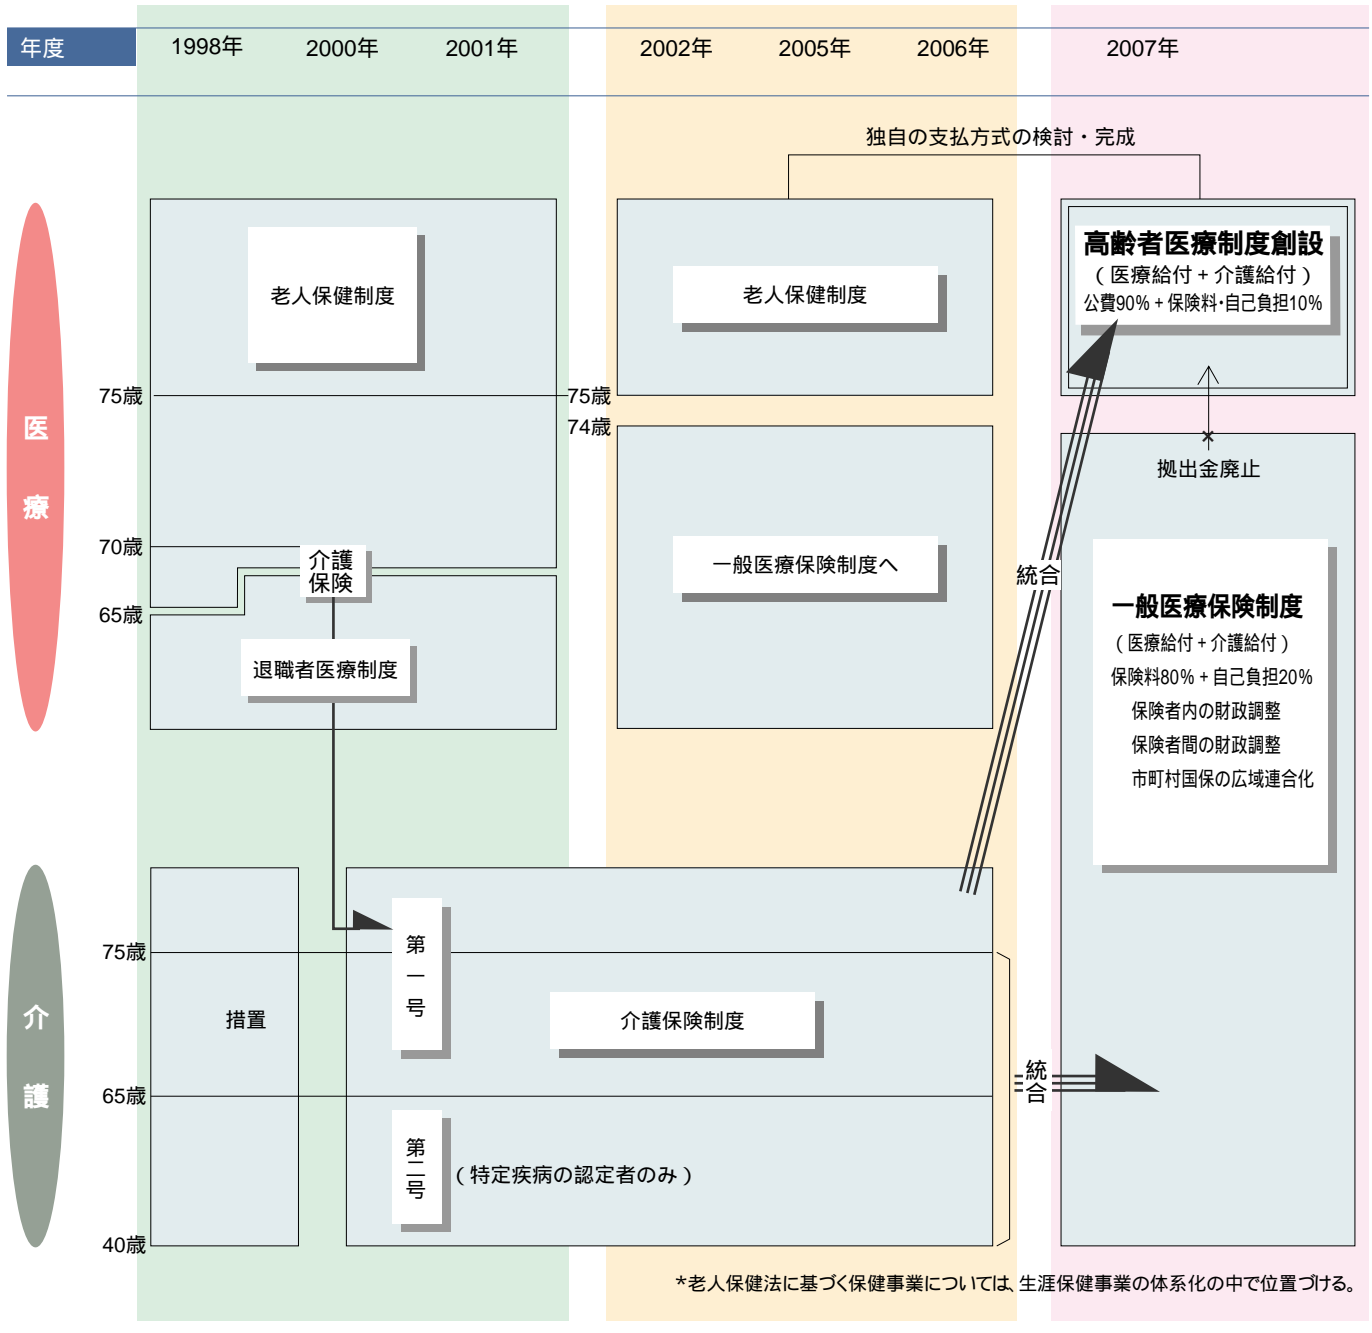 年度
1998年 2000年 2001年 2002年 2005年 2006年 2007年
独自の支払方式の検討・完成
医療
老人保健制度
老人保健制度
高齢者医療制度創設
(医療給付+介護給付)
公費90%+保険料・自己負担10%
75歳
75歳
74歳
拠出金廃止
70歳
介護
保険
65歳
退職者医療制度
一般医療保険制度へ
統合
一般医療保険制度
(医療給付+介護給付)
保険料80%+自己負担20%
保険者内の財政調整
保険者間の財政調整
市町村国保の広域連合化
介護
75歳
措置
第一号
介護保険制度
統合
65歳
第二号
(特定疾病の認定者のみ)
40歳
*老人保健法に基づく保健事業については、生涯保健事業の体系化の中で位置づける。